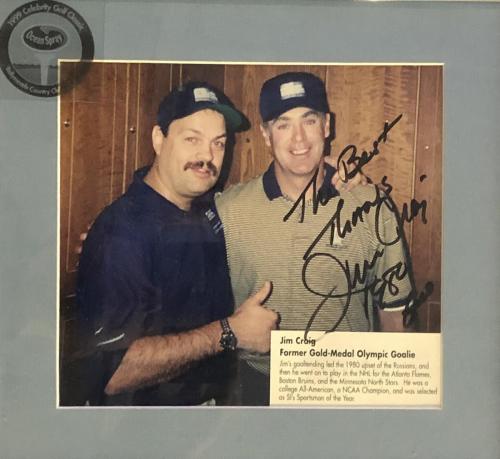 1999 Celebrity Golf Classic
Ocean Spray
Country Club
The Best
Thoughts
Jim Craig
1980
Jim Craig
Former Gold-Medal Olympic Goalie
Jim's goaltending led the 1980 upset of the Russians, and
then he went on to play in the NHL for the Atlanta Flames,
Boston Bruins, and the Minnesota North Stars. He was a
college All-American, a NCAA Champion, and was selected
as SI's Sportsman of the Year.